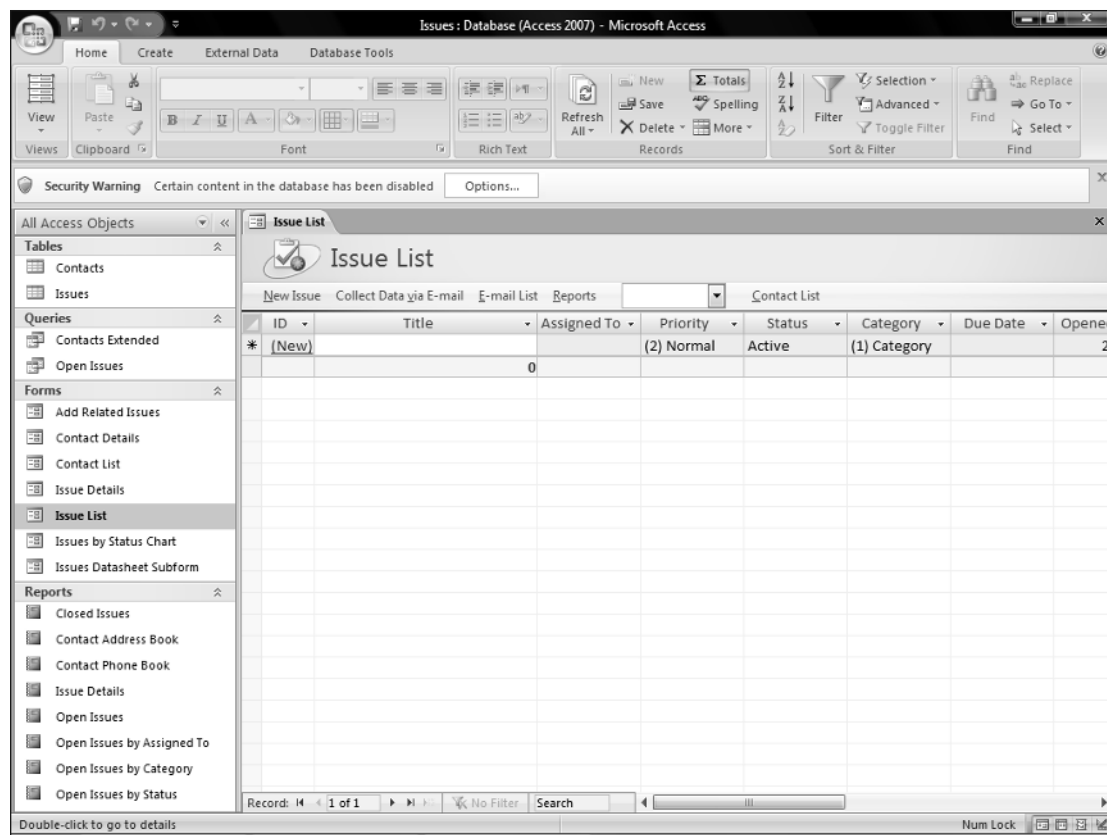 Issues : Database (Access 2007) - Microsoft Access
Home Create External Data Database Tools
View
Paste
B I U A
Refresh All
New
Save
Delete
Σ Totals
Spelling
More
Filter
Selection
Advanced
Toggle Filter
Find
Replace
Go To
Select
Views Clipboard Font Rich Text Records Sort & Filter Find
Security Warning Certain content in the database has been disabled Options...
All Access Objects
Tables
Contacts
Issues
Queries
Contacts Extended
Open Issues
Forms
Add Related Issues
Contact Details
Contact List
Issue Details
Issue List
Issues by Status Chart
Issues Datasheet Subform
Reports
Closed Issues
Contact Address Book
Contact Phone Book
Issue Details
Open Issues
Open Issues by Assigned To
Open Issues by Category
Open Issues by Status
Issue List
Issue List
New Issue Collect Data via E-mail E-mail List Reports Contact List
ID Title Assigned To Priority Status Category Due Date Opene
(New) (2) Normal Active (1) Category 2
0
Record: 1 of 1 No Filter Search
Double-click to go to details Num Lock